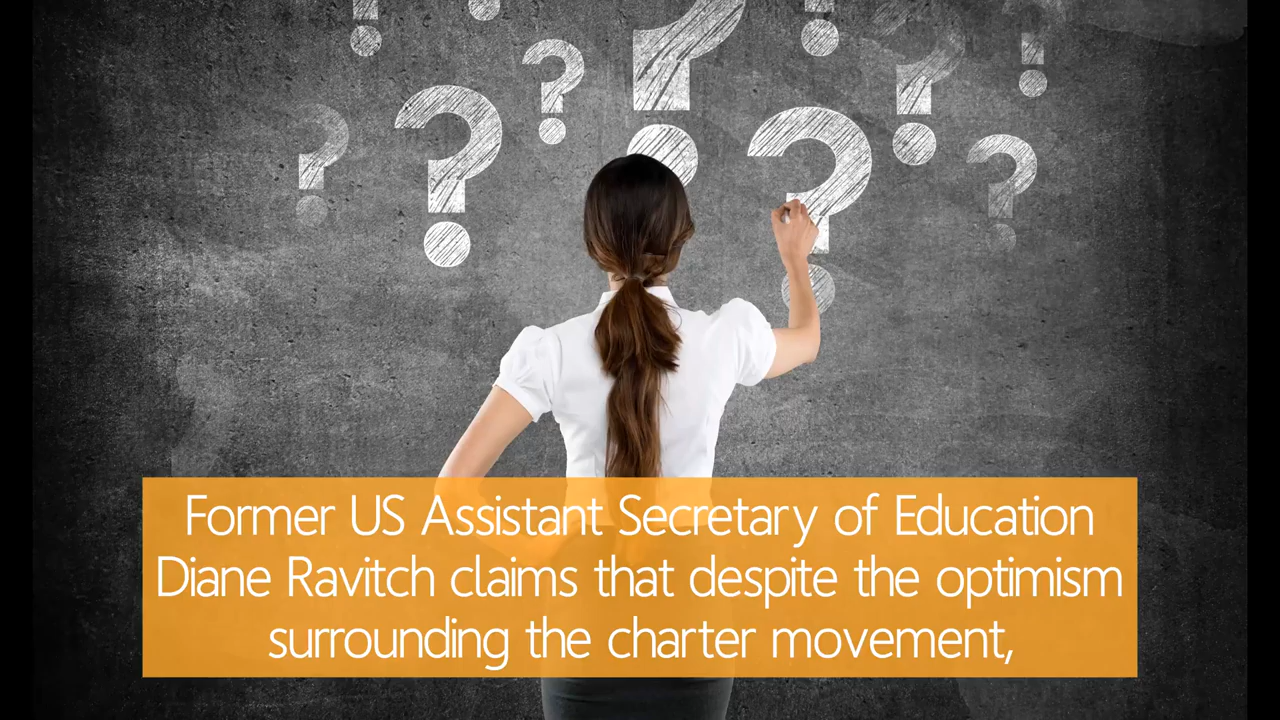 Former US Assistant Secretary of Education
Diane Ravitch claims that despite the optimism
surrounding the charter movement,